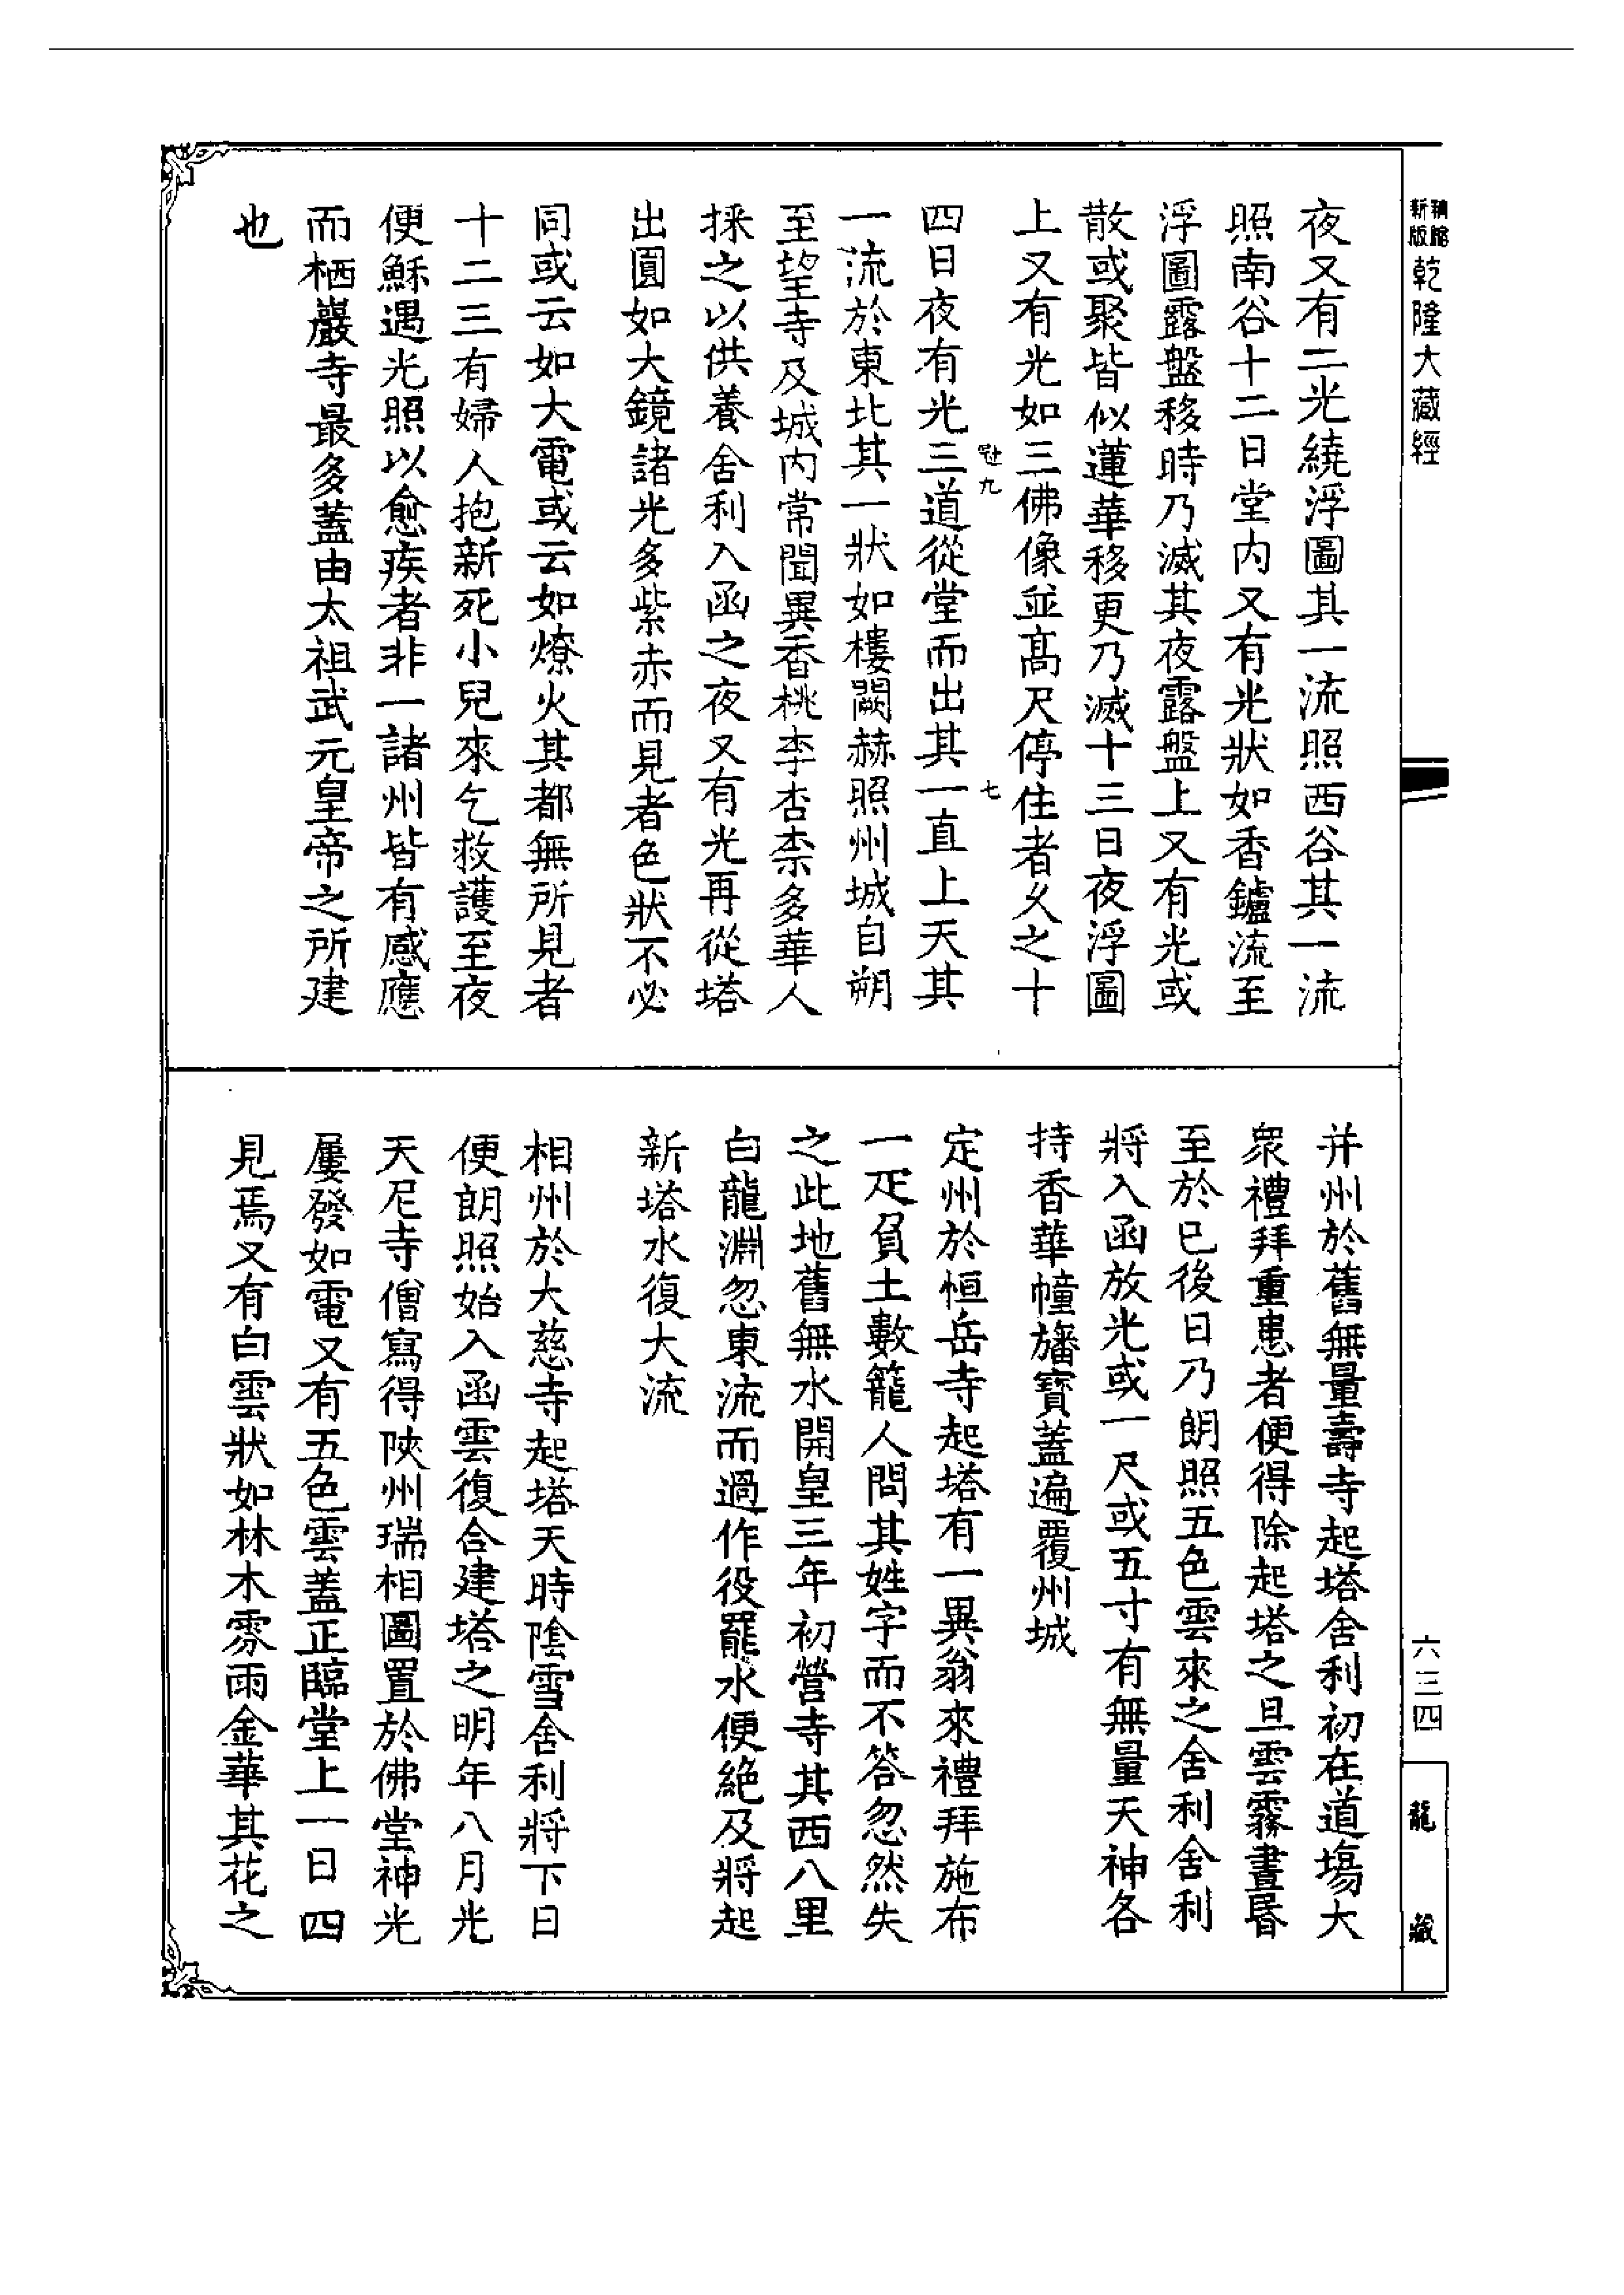 新版
乾隆大藏經
夜又有二光繞浮圖其一流照西谷其一流
照南谷十二日堂内又有光狀如香鑪流至
浮圖露盤移時乃滅其夜露盤上又有光或
散或聚皆似蓮華移更乃滅十三日夜浮圖
上又有光如三佛像並髙尺停住者乆之十
九 七
四日夜有光三道從堂而出其一直上天其
一流於東北其一狀如樓闕赫照州城自朔
至望寺及城内常聞異香桃李杏柰多華人
採之以供養舍利入函之夜又有光再從塔
出圓如大鏡諸光多紫赤而見者色狀不必
同或云如大電或云如燎火其都無所見者
十二三有婦人抱新死小兒來乞救護至夜
便穌遇光照以愈疾者非一諸州皆有感應
而栖巖寺最多蓋由太祖武元皇帝之所建
也
六三四
龍藏
并州於舊無量壽寺起塔舍利初在道塲大
衆禮拜重患者便得除起塔之旦雲霧晝昬
至於巳後日乃朗照五色雲來之舍利舍利
將入函放光或一尺或五寸有無量天神各
持香華幢旛寳蓋遍覆州城
定州於恒岳寺起塔有一異翁來禮拜施布
一疋負土數籠人問其姓字而不答忽然失
之此地舊無水開皇三年初營寺其西八里
白龍淵忽東流而過作役罷水便絶及將起
新塔水復大流
相州於大慈寺起塔天時隂雪舍利將下日
便朗照始入函雲復合建塔之明年八月光
天尼寺僧寫得陜州瑞相圖置於佛堂神光
屢發如電又有五色雲蓋正臨堂上一日四
見焉又有白雲狀如林木雰雨金華其花之